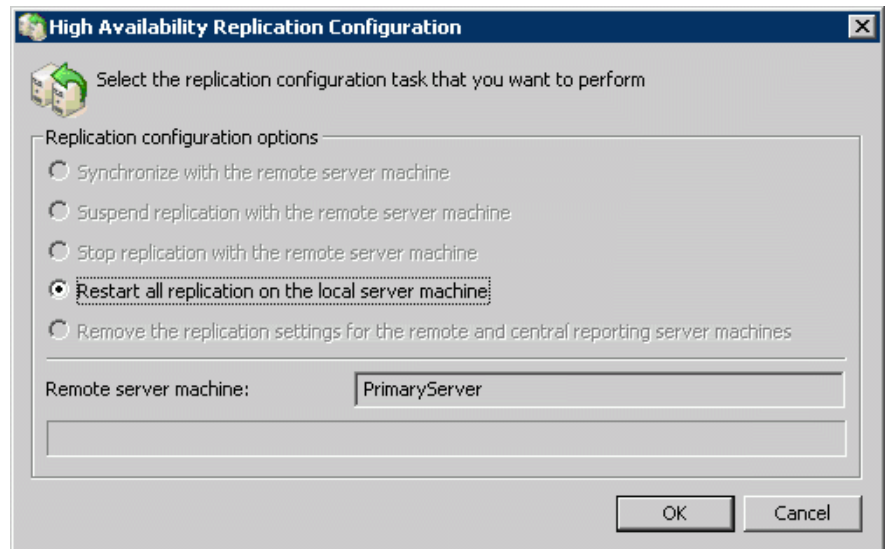 High Availability Replication Configuration
Select the replication configuration task that you want to perform
Replication configuration options
Synchronize with the remote server machine
Suspend replication with the remote server machine
Stop replication with the remote server machine
Restart all replication on the local server machine
Remove the replication settings for the remote and central reporting server machines
Remote server machine: PrimaryServer
OK Cancel